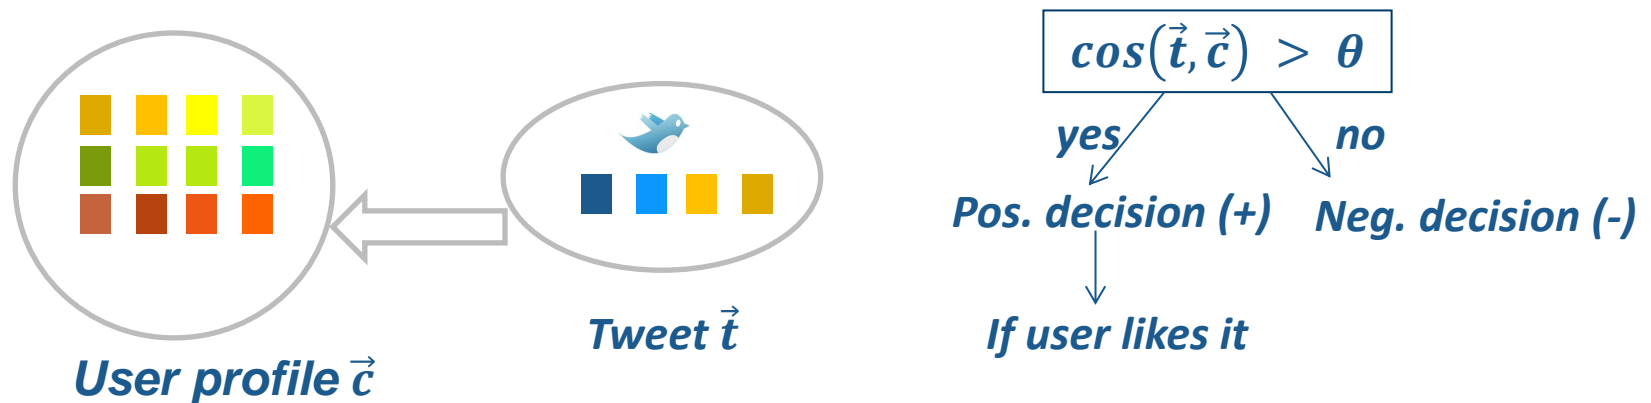 User profile c⃗
Tweet t⃗
cos(t⃗, c⃗) > θ
yes
no
Pos. decision (+)
Neg. decision (-)
If user likes it